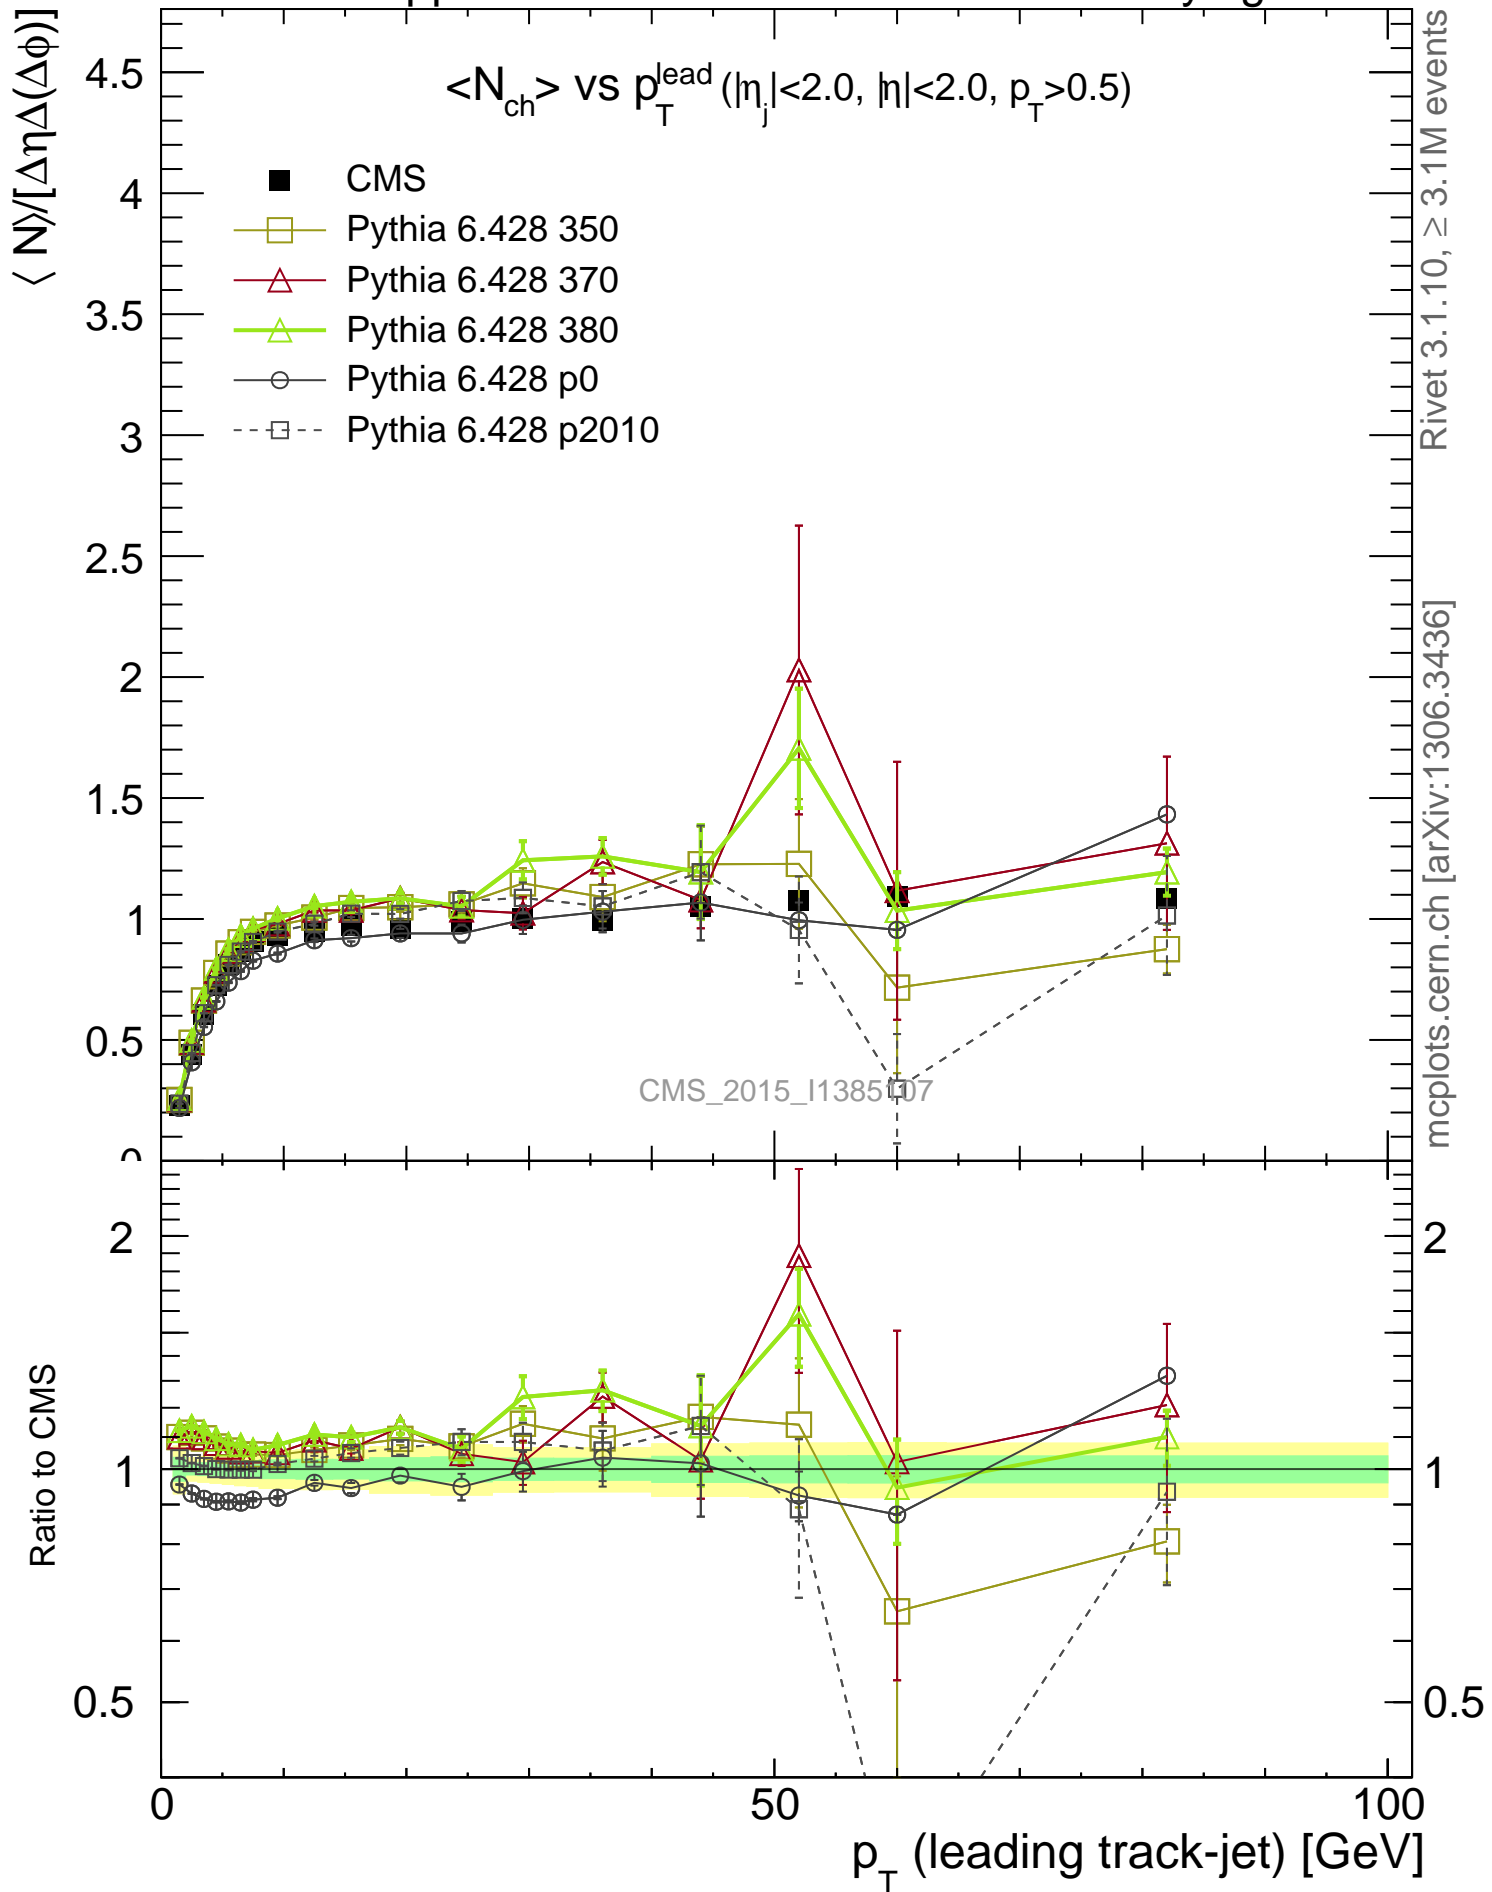 <N_ch> vs p_T^lead (|η_j|<2.0, |η|<2.0, p_T>0.5)
⟨ N⟩/[ΔηΔ(Δφ)]
CMS
Pythia 6.428 350
Pythia 6.428 370
Pythia 6.428 380
Pythia 6.428 p0
Pythia 6.428 p2010
4.5
4
3.5
3
2.5
2
1.5
1
0.5
0
CMS_2015_I1385107
Rivet 3.1.10, ≥ 3.1M events
mcplots.cern.ch [arXiv:1306.3436]
Ratio to CMS
2
1
0.5
2
1
0.5
0
50
100
p_T (leading track-jet) [GeV]